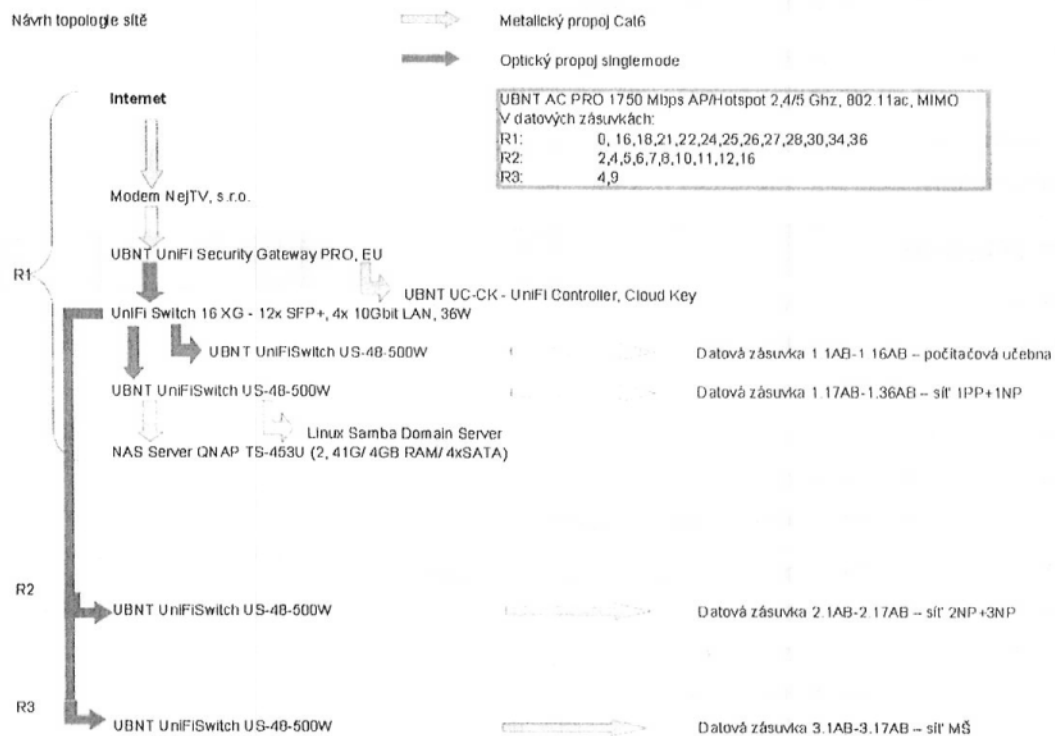 Návrh topologie sítě
Metalický propoj Cat6
Optický propoj singlemode
Internet
UBNT AC PRO 1750 Mbps AP/Hotspot 2,4/5 Ghz, 802.11ac, MIMO
V datových zásuvkách:
R1: 0, 16,18,21,22,24,25,26,27,28,30,34,36
R2: 2,4,5,6,7,8,10,11,12,16
R3: 4,9
Modem NejTV, s.r.o.
UBNT UniFi Security Gateway PRO, EU
R1
UBNT UC-CK - UniFi Controller, Cloud Key
UniFi Switch 16 XG - 12x SFP+, 4x 10Gbit LAN, 36W
UBNT UniFiSwitch US-48-500W
Datová zásuvka 1.1AB-1.16AB – počítačová učebna
UBNT UniFiSwitch US-48-500W
Datová zásuvka 1.17AB-1.36AB – síť 1PP+1NP
Linux Samba Domain Server
NAS Server QNAP TS-453U (2, 41G/ 4GB RAM/ 4xSATA)
R2
UBNT UniFiSwitch US-48-500W
Datová zásuvka 2.1AB-2.17AB – síť 2NP+3NP
R3
UBNT UniFiSwitch US-48-500W
Datová zásuvka 3.1AB-3.17AB – síť MŠ